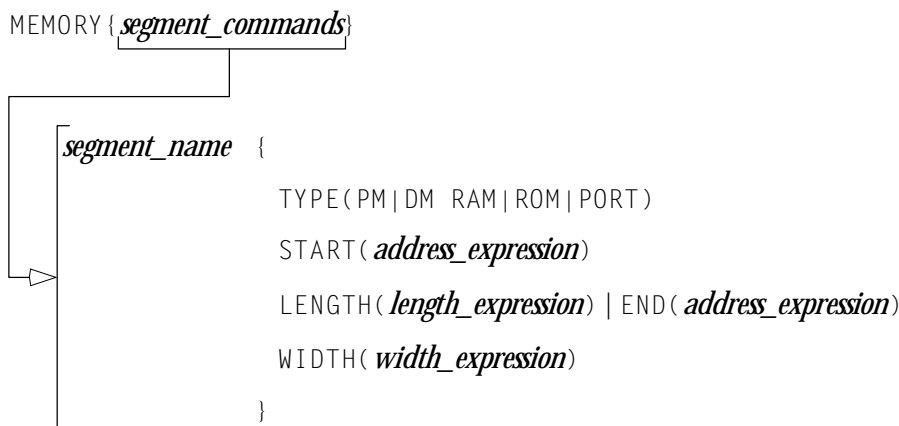 MEMORY{segment_commands}
segment_name {
TYPE(PM|DM RAM|ROM|PORT)
START(address_expression)
LENGTH(length_expression)|END(address_expression)
WIDTH(width_expression)
}